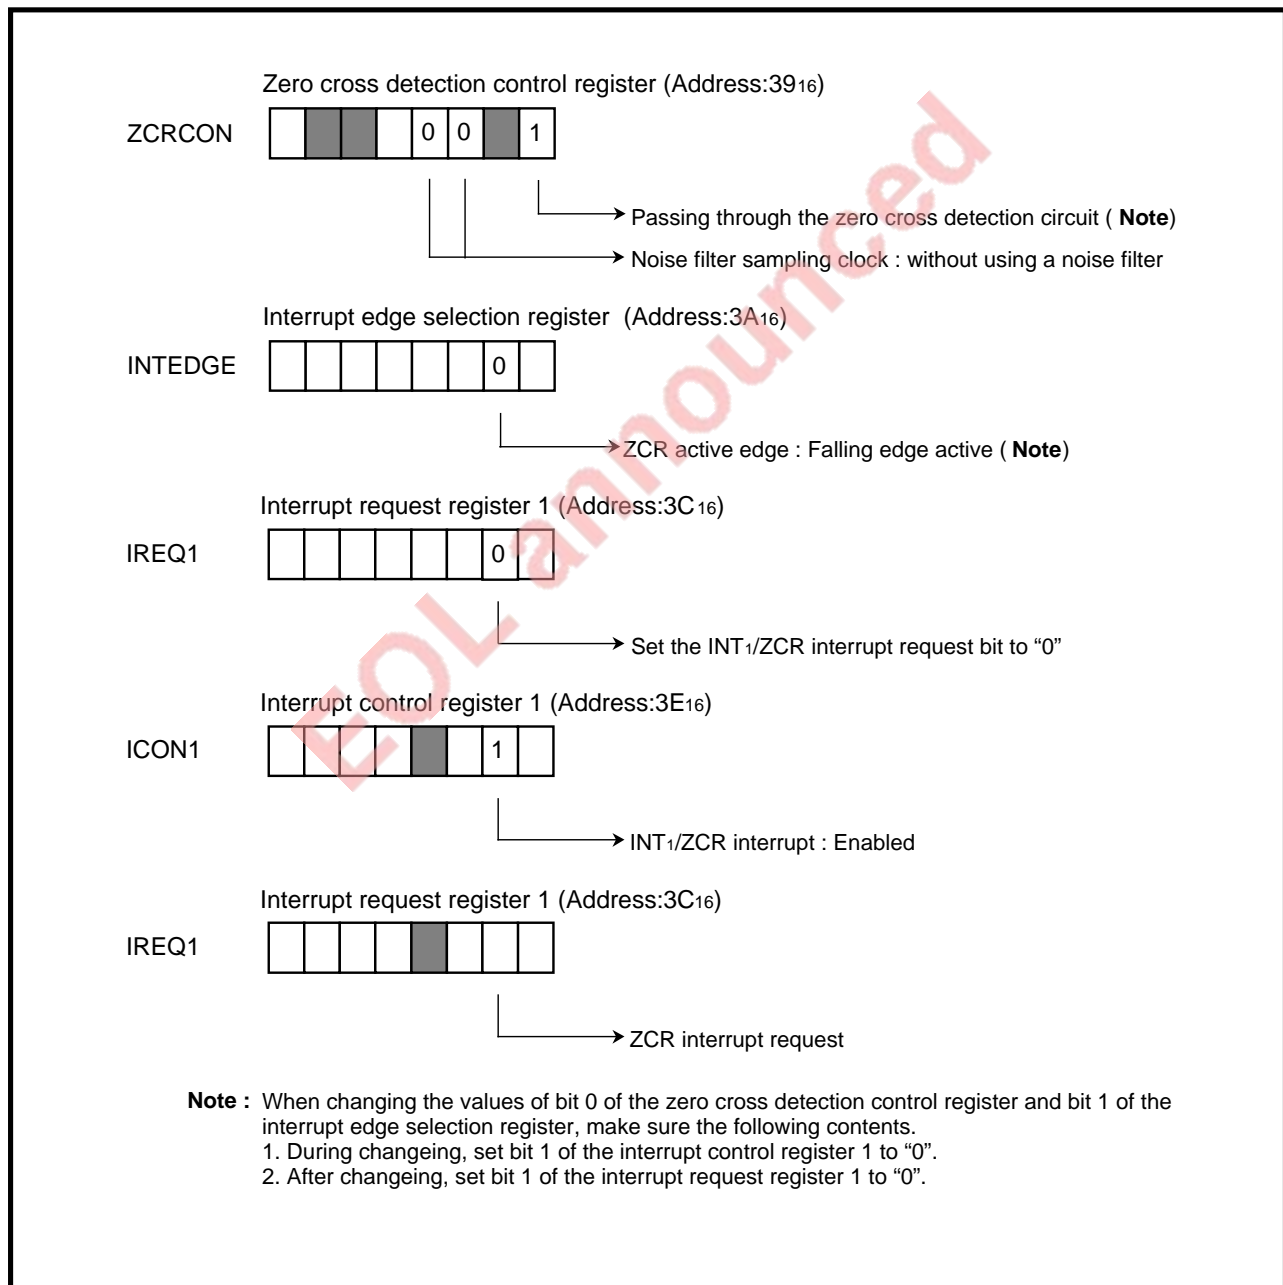 Zero cross detection control register (Address:3916)
ZCRCON
0 0 1
Passing through the zero cross detection circuit ( Note)
Noise filter sampling clock : without using a noise filter
Interrupt edge selection register (Address:3A16)
INTEDGE
0
ZCR active edge : Falling edge active ( Note)
Interrupt request register 1 (Address:3C16)
IREQ1
0
Set the INT1/ZCR interrupt request bit to “0”
Interrupt control register 1 (Address:3E16)
ICON1
1
INT1/ZCR interrupt : Enabled
Interrupt request register 1 (Address:3C16)
IREQ1
ZCR interrupt request
Note : When changing the values of bit 0 of the zero cross detection control register and bit 1 of the
interrupt edge selection register, make sure the following contents.
1. During changeing, set bit 1 of the interrupt control register 1 to “0”.
2. After changeing, set bit 1 of the interrupt request register 1 to “0”.
EOL announced